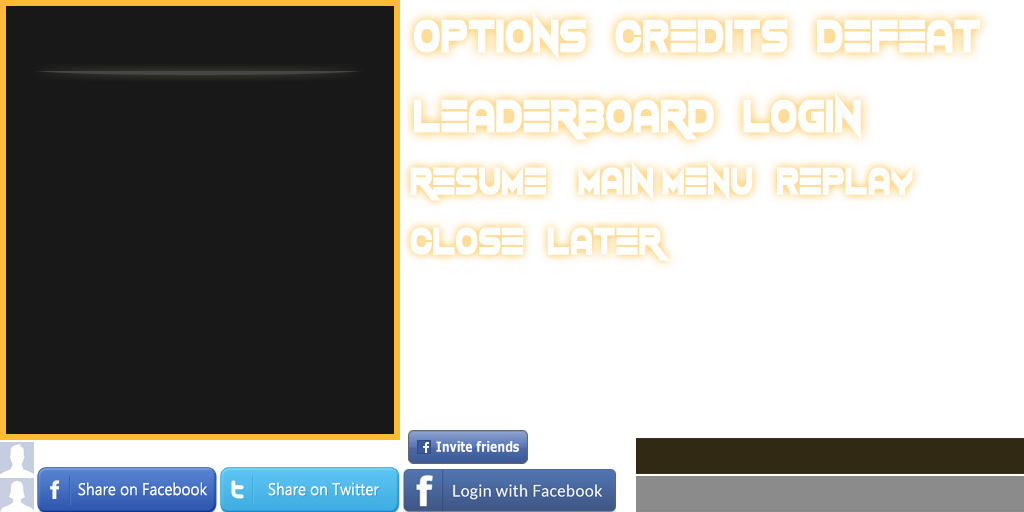 OPTIONS CREDITS DEFEAT
LEADERBOARD LOGIN
RESUME MAIN MENU REPLAY
CLOSE LATER
Invite friends
Share on Facebook Share on Twitter Login with Facebook